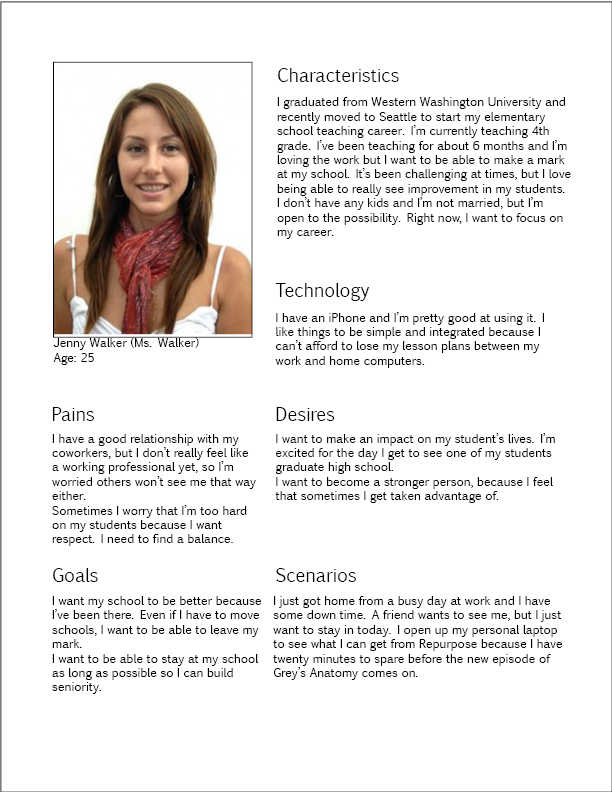 Characteristics
I graduated from Western Washington University and
recently moved to Seattle to start my elementary
school teaching career. I'm currently teaching 4th
grade. I've been teaching for about 6 months and I'm
loving the work but I want to be able to make a mark
at my school. It's been challenging at times, but I love
being able to really see improvement in my students.
I don't have any kids and I'm not married, but I'm
open to the possibility. Right now, I want to focus on
my career.
Technology
I have an iPhone and I'm pretty good at using it. I
like things to be simple and integrated because I
can't afford to lose my lesson plans between my
work and home computers.
Jenny Walker (Ms. Walker)
Age: 25
Pains
I have a good relationship with my
coworkers, but I don't really feel like
a working professional yet, so I'm
worried others won't see me that way
either.
Sometimes I worry that I'm too hard
on my students because I want
respect. I need to find a balance.
Desires
I want to make an impact on my student's lives. I'm
excited for the day I get to see one of my students
graduate high school.
I want to become a stronger person, because I feel
that sometimes I get taken advantage of.
Goals
I want my school to be better because
I've been there. Even if I have to move
schools, I want to be able to leave my
mark.
I want to be able to stay at my school
as long as possible so I can build
seniority.
Scenarios
I just got home from a busy day at work and I have
some down time. A friend wants to see me, but I just
want to stay in today. I open up my personal laptop
to see what I can get from Repurpose because I have
twenty minutes to spare before the new episode of
Grey's Anatomy comes on.